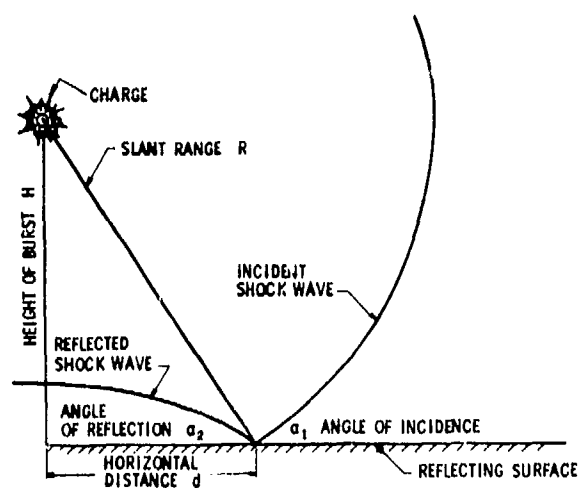 CHARGE
SLANT RANGE R
HEIGHT OF BURST H
INCIDENT
SHOCK WAVE
REFLECTED
SHOCK WAVE
ANGLE
OF REFLECTION α₂
α₁ ANGLE OF INCIDENCE
HORIZONTAL
DISTANCE d
REFLECTING SURFACE